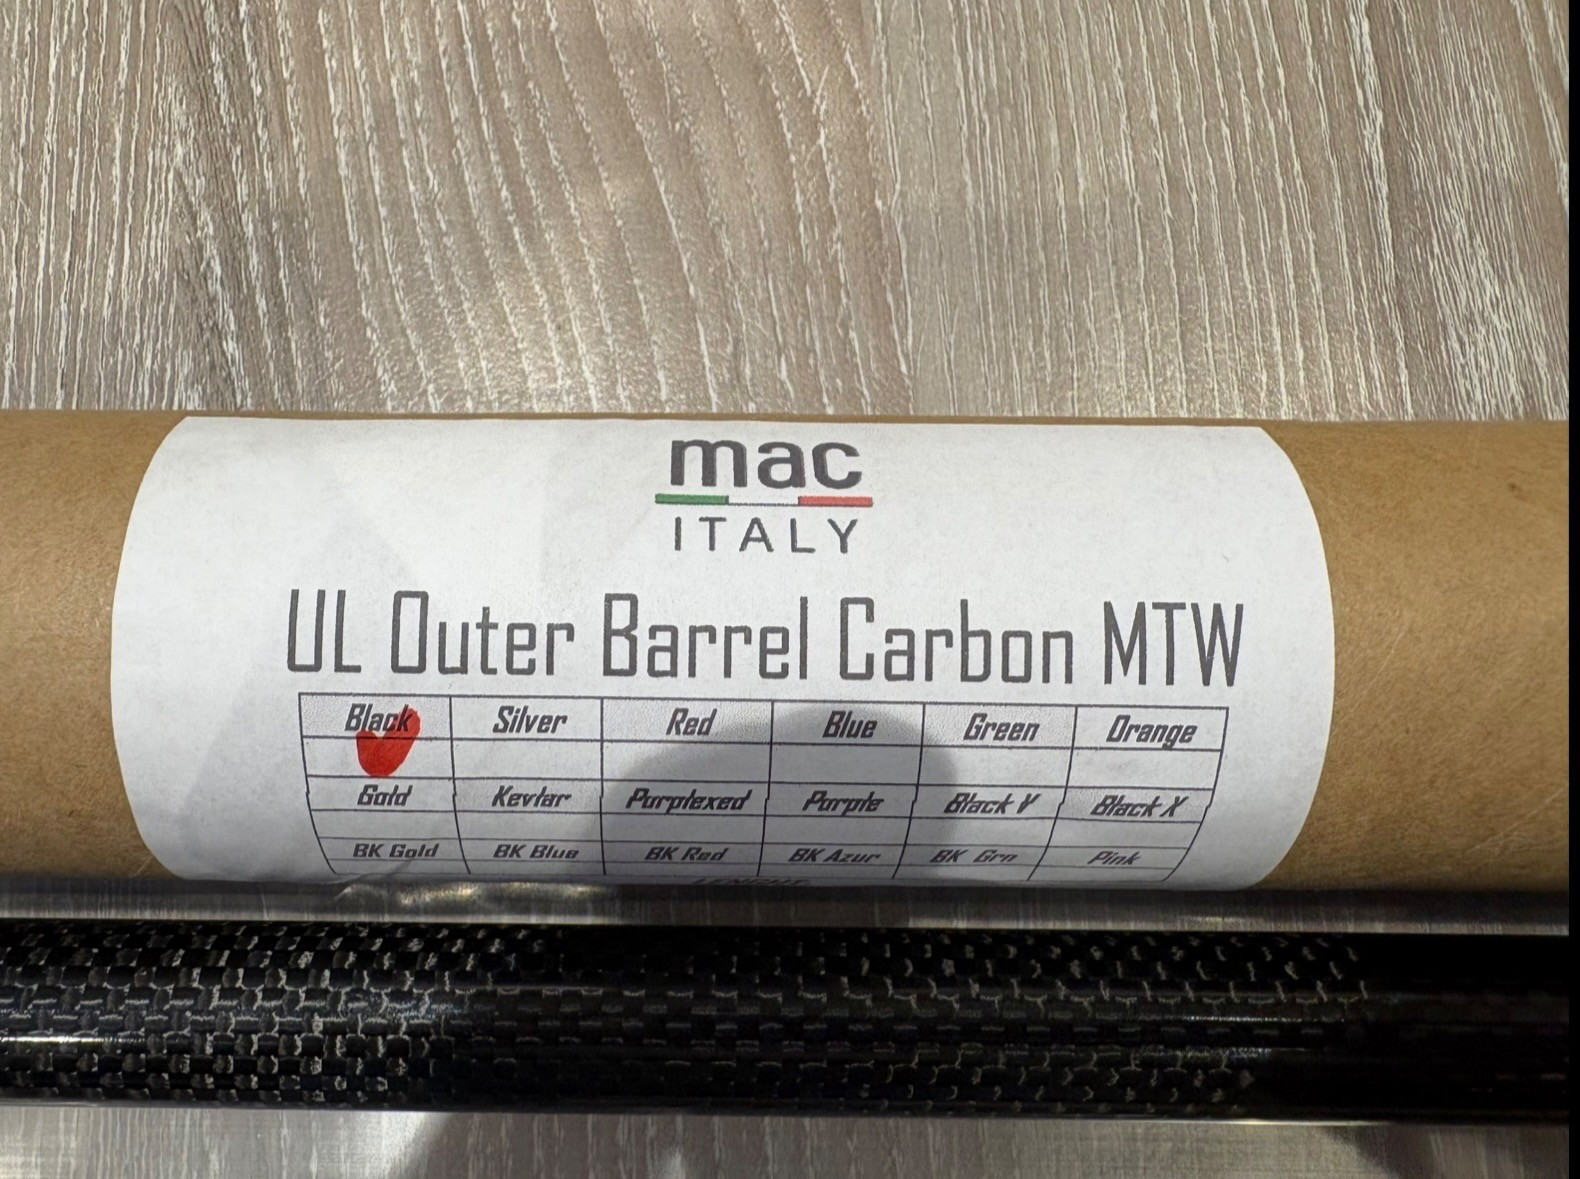 mac
ITALY
UL Outer Barrel Carbon MTW
Black Silver Red Blue Green Orange
Gold Kevlar Purplexed Purple Black V Black X
BK Gold BK Blue BK Red BK Azur BK Grn Pink
LENGHT